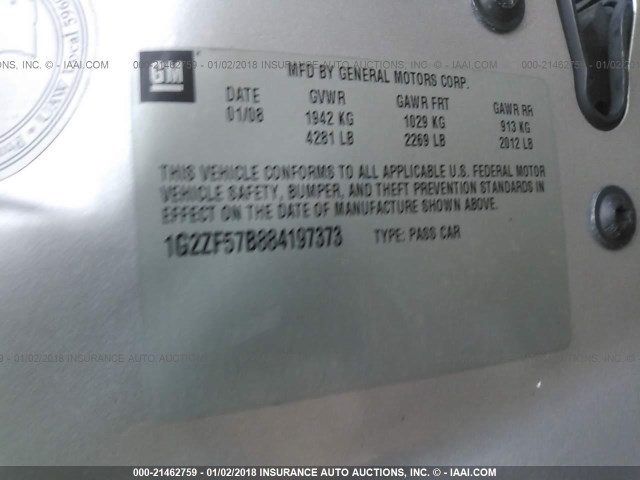 GM
MFD BY GENERAL MOTORS CORP.
DATE GVWR GAWR FRT GAWR RR
01/08 1942 KG 1029 KG 913 KG
4281 LB 2269 LB 2012 LB
THIS VEHICLE CONFORMS TO ALL APPLICABLE U.S. FEDERAL MOTOR
VEHICLE SAFETY, BUMPER, AND THEFT PREVENTION STANDARDS IN
EFFECT ON THE DATE OF MANUFACTURE SHOWN ABOVE.
1G2ZF57B884197373 TYPE: PASS CAR
UAW Local 5960
000-21462759 - 01/02/2018 INSURANCE AUTO AUCTIONS, INC. - © IAAI.COM